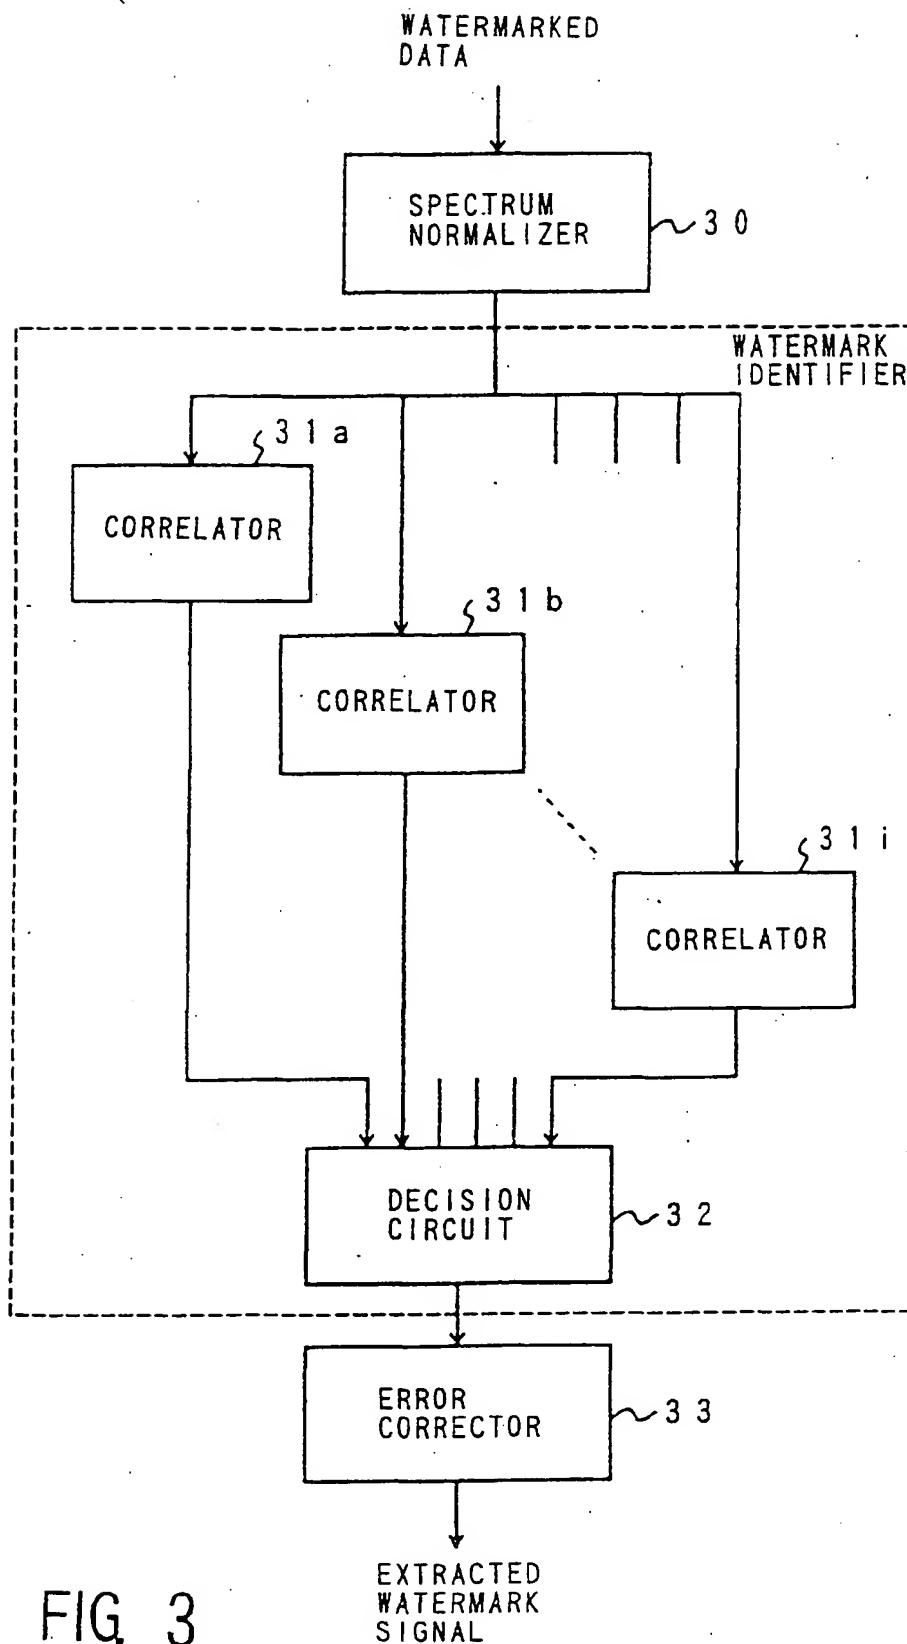 WATERMARKED
DATA
SPECTRUM
NORMALIZER
30
WATERMARK
IDENTIFIER
31a
CORRELATOR
31b
CORRELATOR
31i
CORRELATOR
DECISION
CIRCUIT
32
ERROR
CORRECTOR
33
EXTRACTED
WATERMARK
SIGNAL
FIG. 3